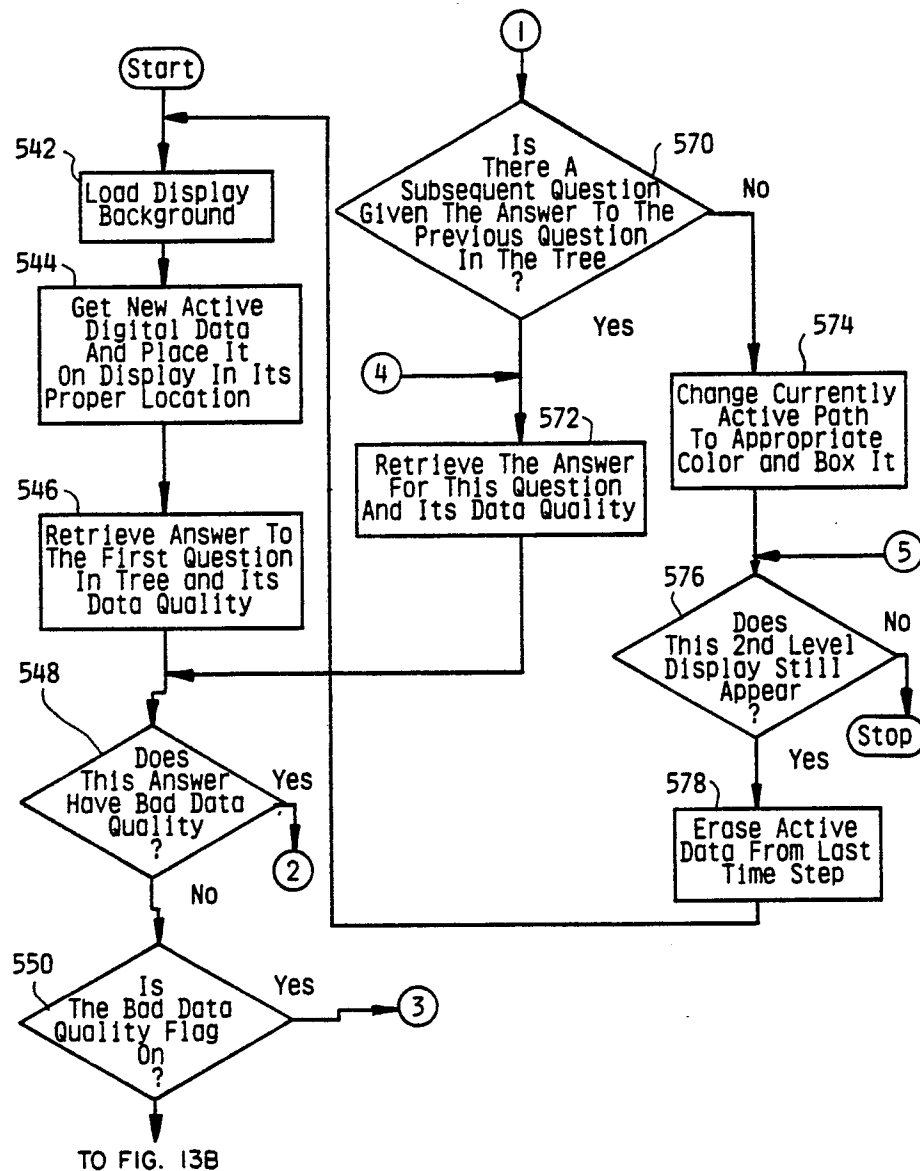 Start
542
Load Display
Background
544
Get New Active
Digital Data
And Place It
On Display In Its
Proper Location
546
Retrieve Answer To
The First Question
In Tree and Its
Data Quality
548
Does
This Answer
Have Bad Data
Quality
?
Yes
2
No
550
Is
The Bad Data
Quality Flag
On
?
Yes
3
TO FIG. 13B
1
570
Is
There A
Subsequent Question
Given The Answer To The
Previous Question
In The Tree
?
No
Yes
4
572
Retrieve The Answer
For This Question
And Its Data Quality
574
Change Currently
Active Path
To Appropriate
Color and Box It
5
576
Does
This 2nd Level
Display Still
Appear
?
No
Stop
Yes
578
Erase Active
Data From Last
Time Step